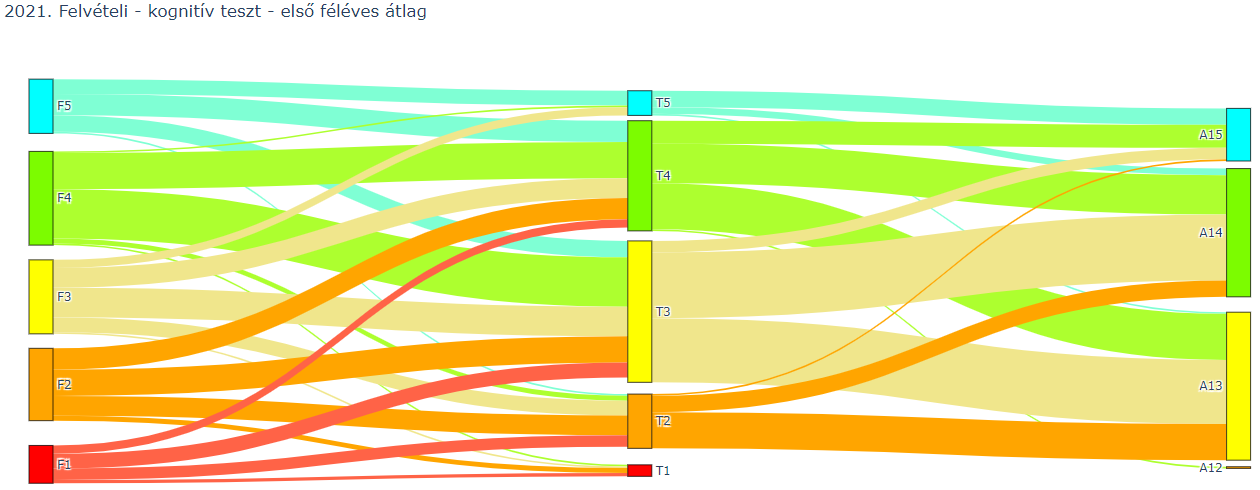 2021. Felvételi - kognitív teszt - első féléves átlag
F5
F4
F3
F2
F1
T5
T4
T3
T2
T1
A15
A14
A13
A12